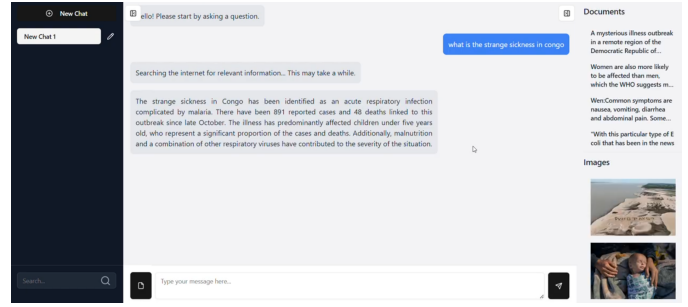 New Chat
New Chat 1
Search...
ello! Please start by asking a question.
what is the strange sickness in congo
Searching the internet for relevant information... This may take a while.
The strange sickness in Congo has been identified as an acute respiratory infection
complicated by malaria. There have been 891 reported cases and 48 deaths linked to this
outbreak since late October. The illness has predominantly affected children under five years
old, who represent a significant proportion of the cases and deaths. Additionally, malnutrition
and a combination of other respiratory viruses have contributed to the severity of the situation.
Type your message here...
Documents
A mysterious illness outbreak
in a remote region of the
Democratic Republic of...
Women are also more likely
to be affected than men,
which the WHO suggests m...
Wen:Common symptoms are
nausea, vomiting, diarrhea
and abdominal pain. Some...
"With this particular type of E
coli that has been in the news
Images